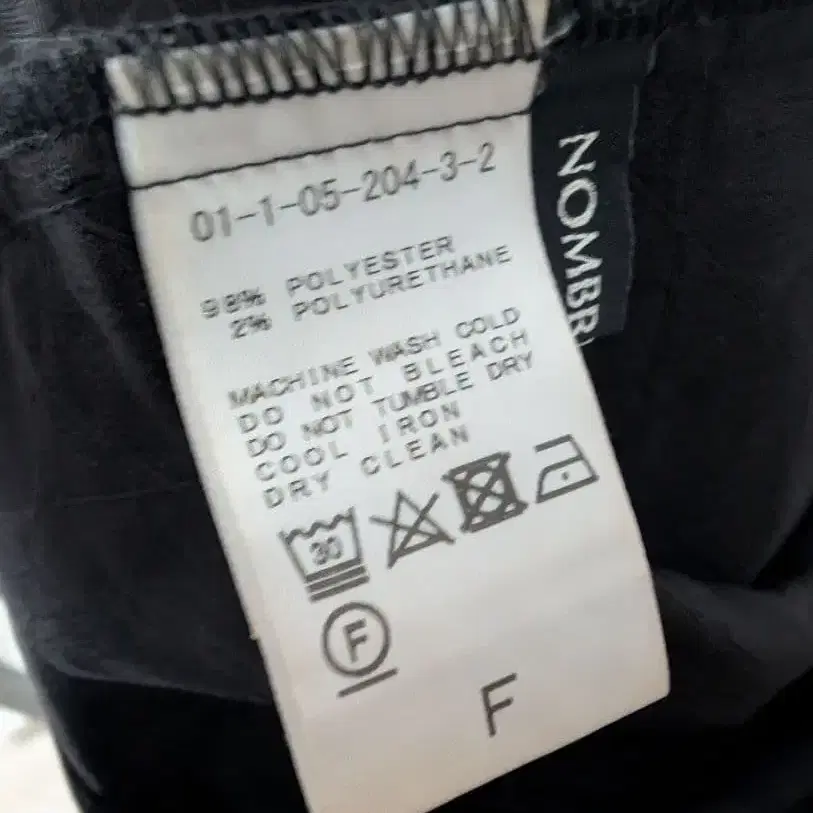 01-1-05-204-3-2
98% POLYESTER
2% POLYURETHANE
MACHINE WASH COLD
DO NOT BLEACH
DO NOT TUMBLE DRY
COOL IRON
DRY CLEAN
30
F
F
NOMBR